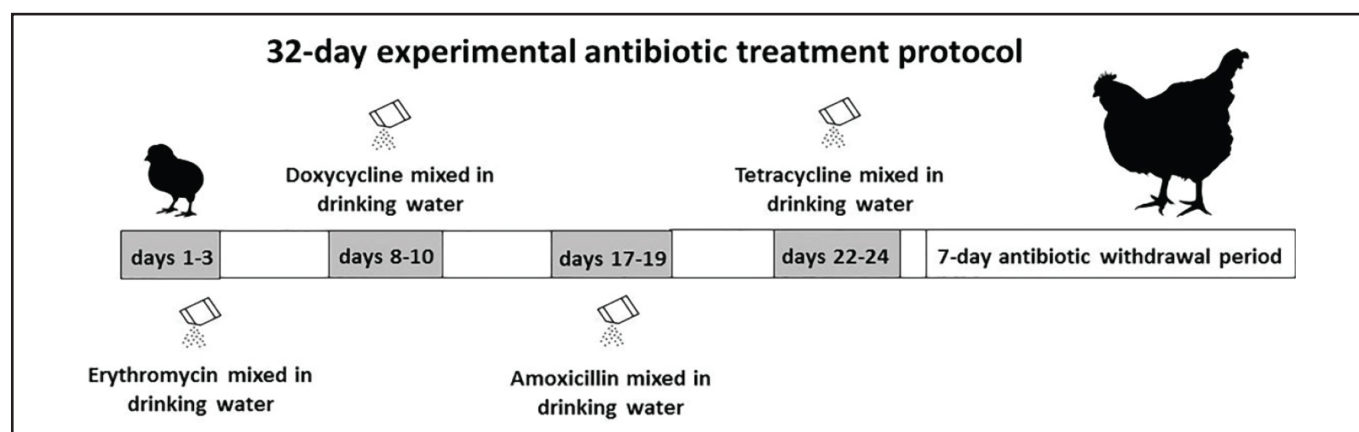 32-day experimental antibiotic treatment protocol
Doxycycline mixed in
drinking water
Tetracycline mixed in
drinking water
days 1-3
days 8-10
days 17-19
days 22-24
7-day antibiotic withdrawal period
Erythromycin mixed in
drinking water
Amoxicillin mixed in
drinking water